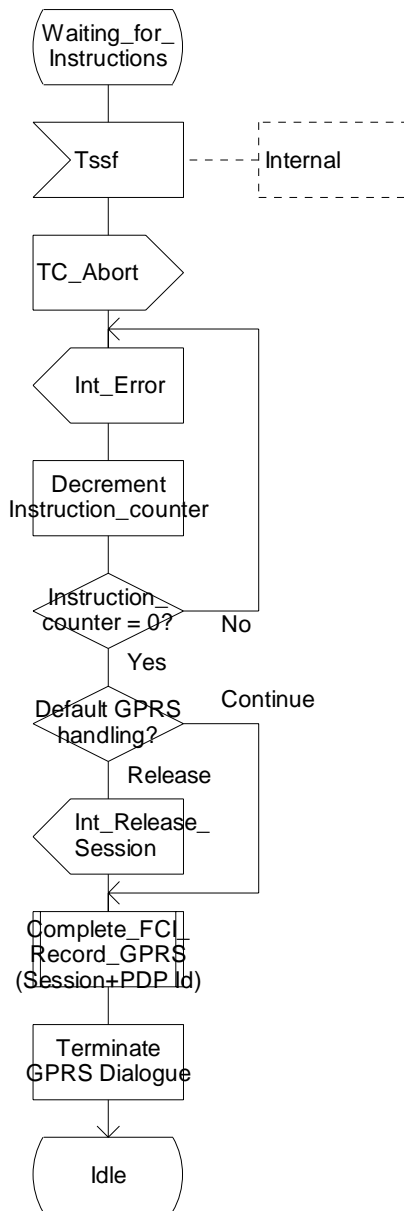 Waiting_for_
Instructions
Tssf
Internal
TC_Abort
Int_Error
Decrement
Instruction_counter
Instruction_
counter = 0?
No
Yes
Default GPRS
handling?
Continue
Release
Int_Release_
Session
Complete_FCI_
Record_GPRS
(Session+PDP Id)
Terminate
GPRS Dialogue
Idle